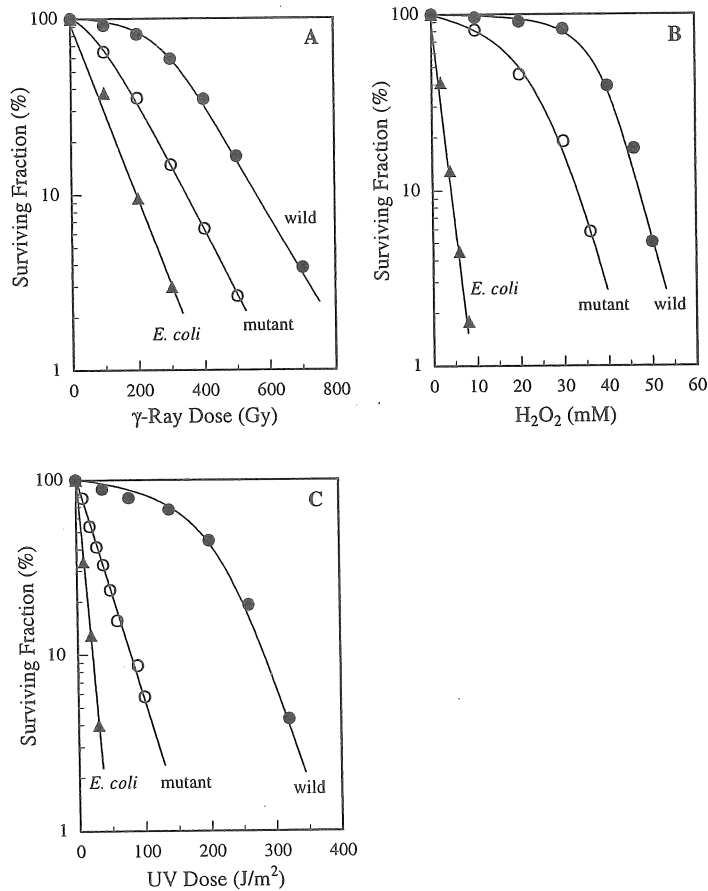 100
A
Surviving Fraction (%)
10
wild
E. coli
mutant
1
0 200 400 600 800
γ-Ray Dose (Gy)
100
B
Surviving Fraction (%)
10
E. coli
mutant wild
1
0 10 20 30 40 50 60
H₂O₂ (mM)
100
C
Surviving Fraction (%)
10
E. coli mutant wild
1
0 100 200 300 400
UV Dose (J/m²)